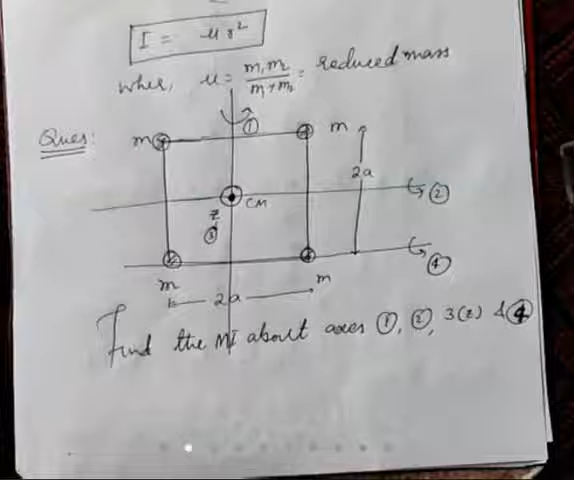 I = μr²
wher, μ = m₁m₂/m₁+m₂ = reduced mass
Ques:
m
①
m
2a
CM
②
z
③
④
m
m
2a
Find the MI about axes ①, ②, 3(z) & ④